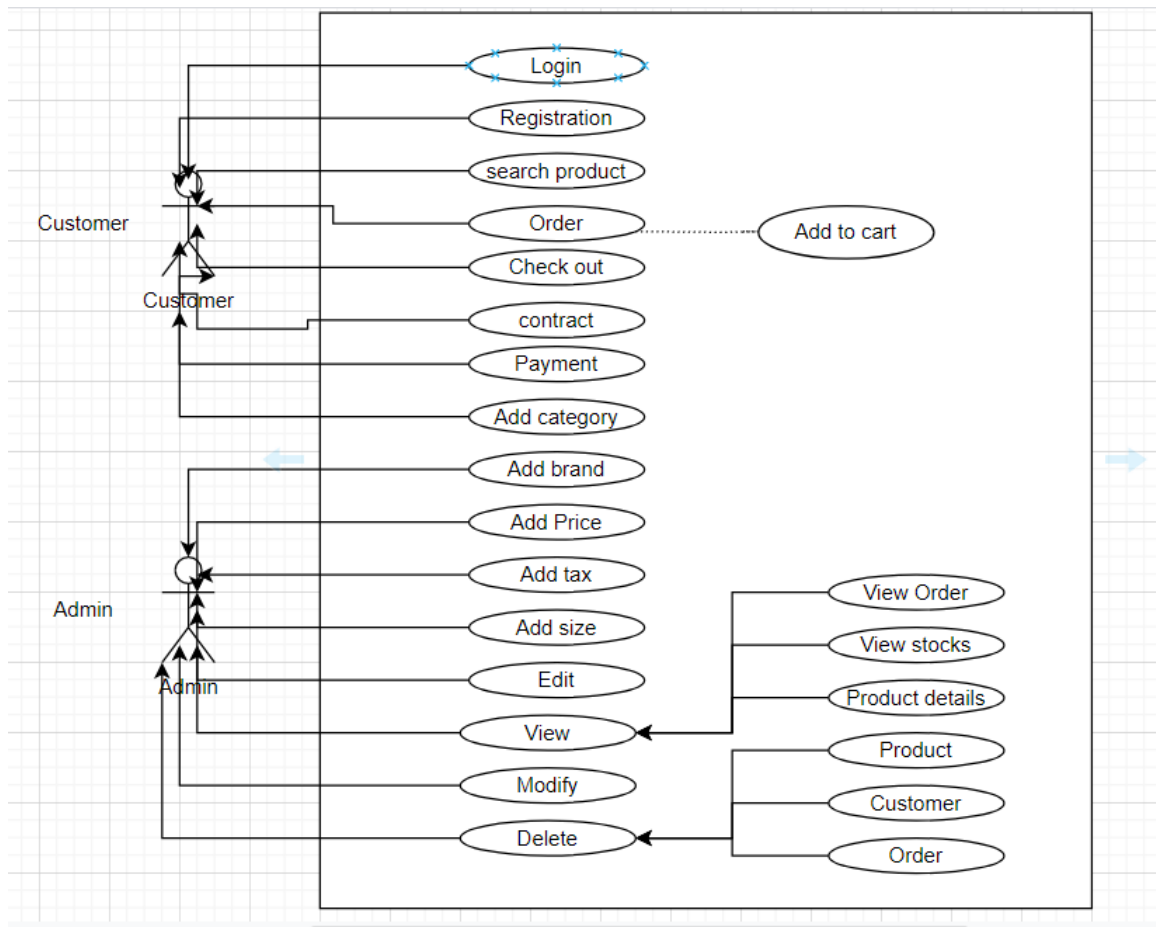 Login
Registration
search product
Customer
Order
Add to cart
Check out
Customer
contract
Payment
Add category
Add brand
Add Price
Add tax
View Order
Admin
Add size
View stocks
Edit
Admin
Product details
View
Product
Modify
Customer
Delete
Order